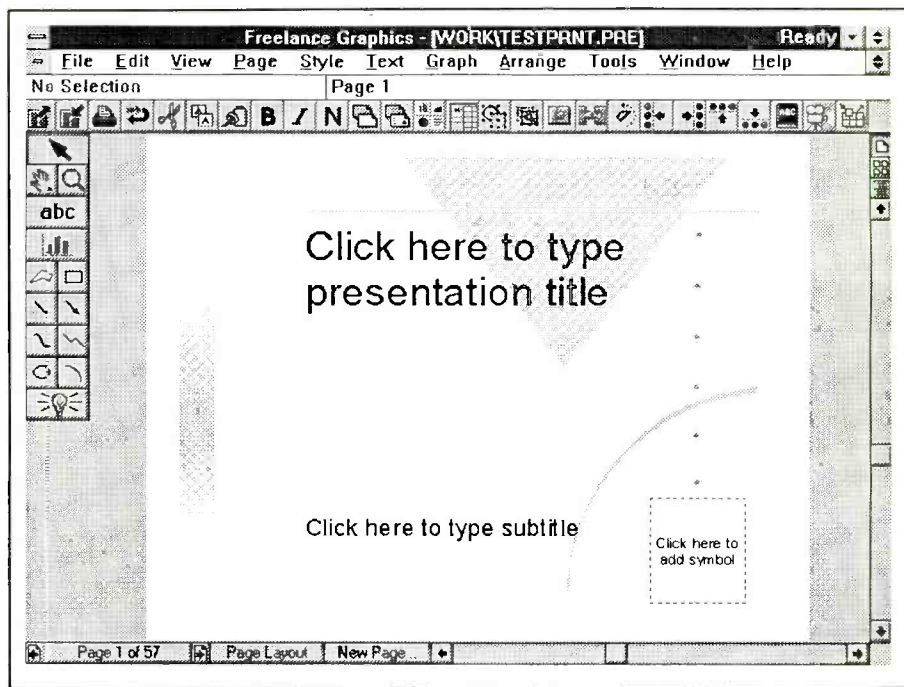 Freelance Graphics - [WORK\TESTPRNT.PRE] Ready
File Edit View Page Style Text Graph Arrange Tools Window Help
No Selection Page 1
B I N
abc
Click here to type
presentation title
Click here to type subtitle
Click here to
add symbol
Page 1 of 57 Page Layout New Page...